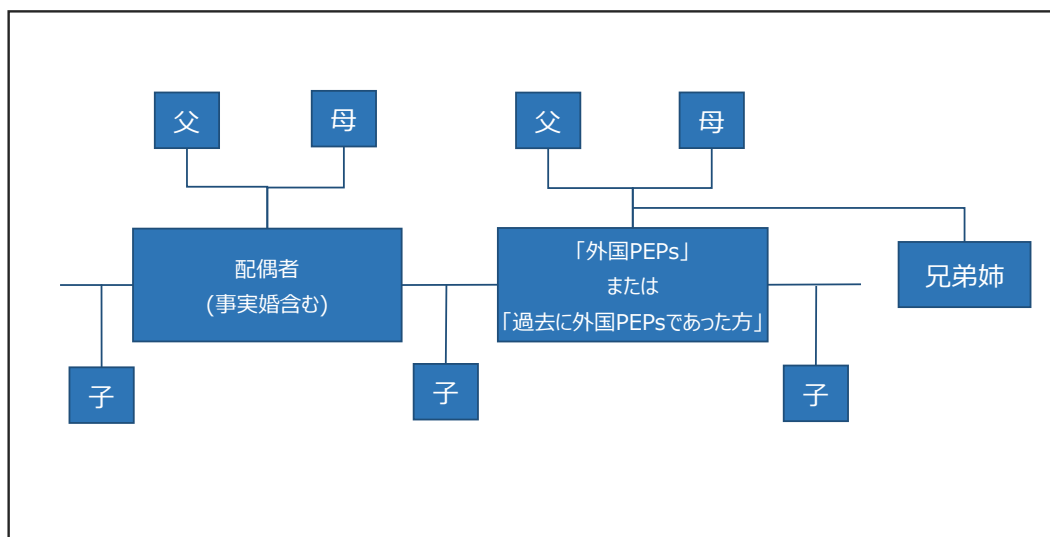 父
母
父
母
配偶者
(事実婚含む)
「外国PEPs」
または
「過去に外国PEPsであった方」
兄弟姉
子
子
子